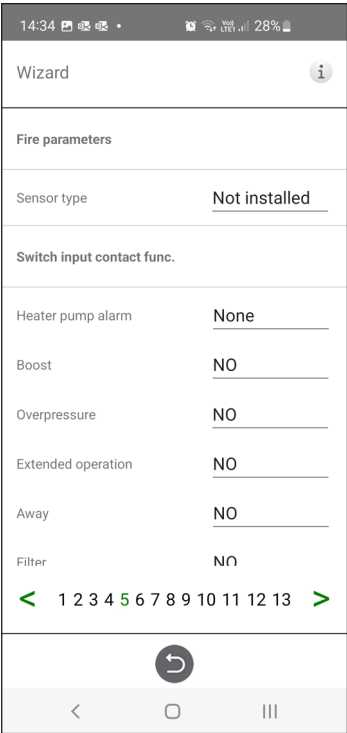 14:34 28%
Wizard i
Fire parameters
Sensor type Not installed
Switch input contact func.
Heater pump alarm None
Boost NO
Overpressure NO
Extended operation NO
Away NO
Filter NO
< 1 2 3 4 5 6 7 8 9 10 11 12 13 >